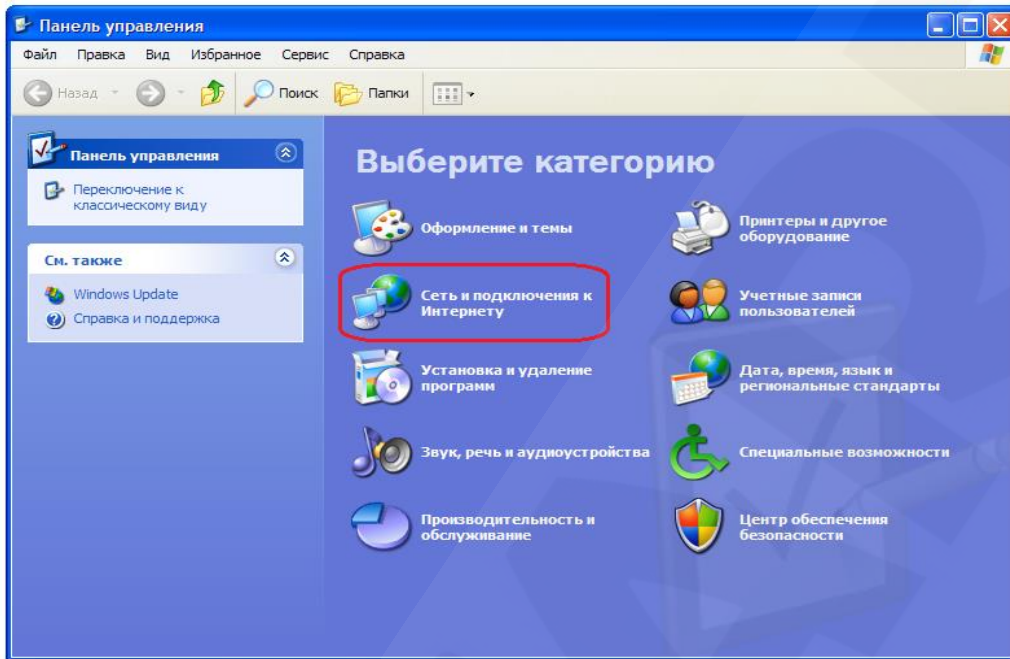 Панель управления
Файл Правка Вид Избранное Сервис Справка
Назад Поиск Папки
Панель управления
Переключение к
классическому виду
См. также
Windows Update
Справка и поддержка
Выберите категорию
Оформление и темы
Принтеры и другое
оборудование
Сеть и подключения к
Интернету
Учетные записи
пользователей
Установка и удаление
программ
Дата, время, язык и
региональные стандарты
Звук, речь и аудиоустройства
Специальные возможности
Производительность и
обслуживание
Центр обеспечения
безопасности